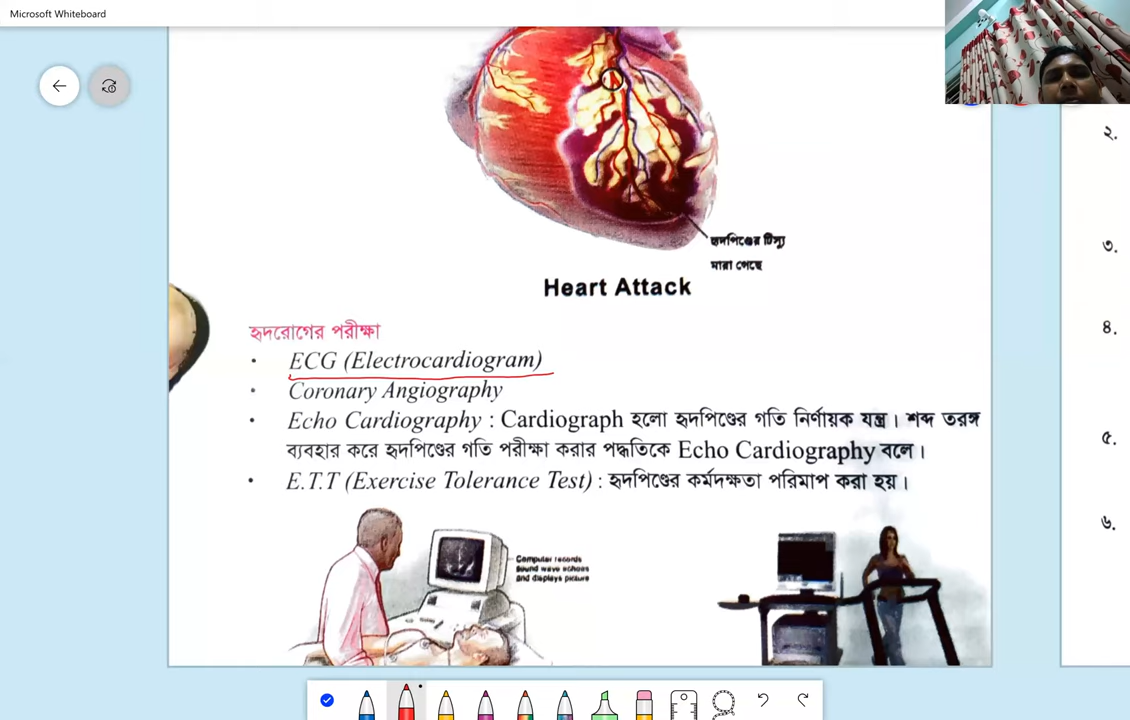 Microsoft Whiteboard
হৃদপিণ্ডের টিস্যু
মারা গেছে
Heart Attack
হৃদরোগের পরীক্ষা
• ECG (Electrocardiogram)
• Coronary Angiography
• Echo Cardiography : Cardiograph হলো হৃদপিণ্ডের গতি নির্ণায়ক যন্ত্র। শব্দ তরঙ্গ
ব্যবহার করে হৃদপিণ্ডের গতি পরীক্ষা করার পদ্ধতিকে Echo Cardiography বলে।
• E.T.T (Exercise Tolerance Test) : হৃদপিণ্ডের কর্মদক্ষতা পরিমাপ করা হয়।
Computer records
sound wave echoes
and displays picture
২.
৩.
৪.
৫.
৬.